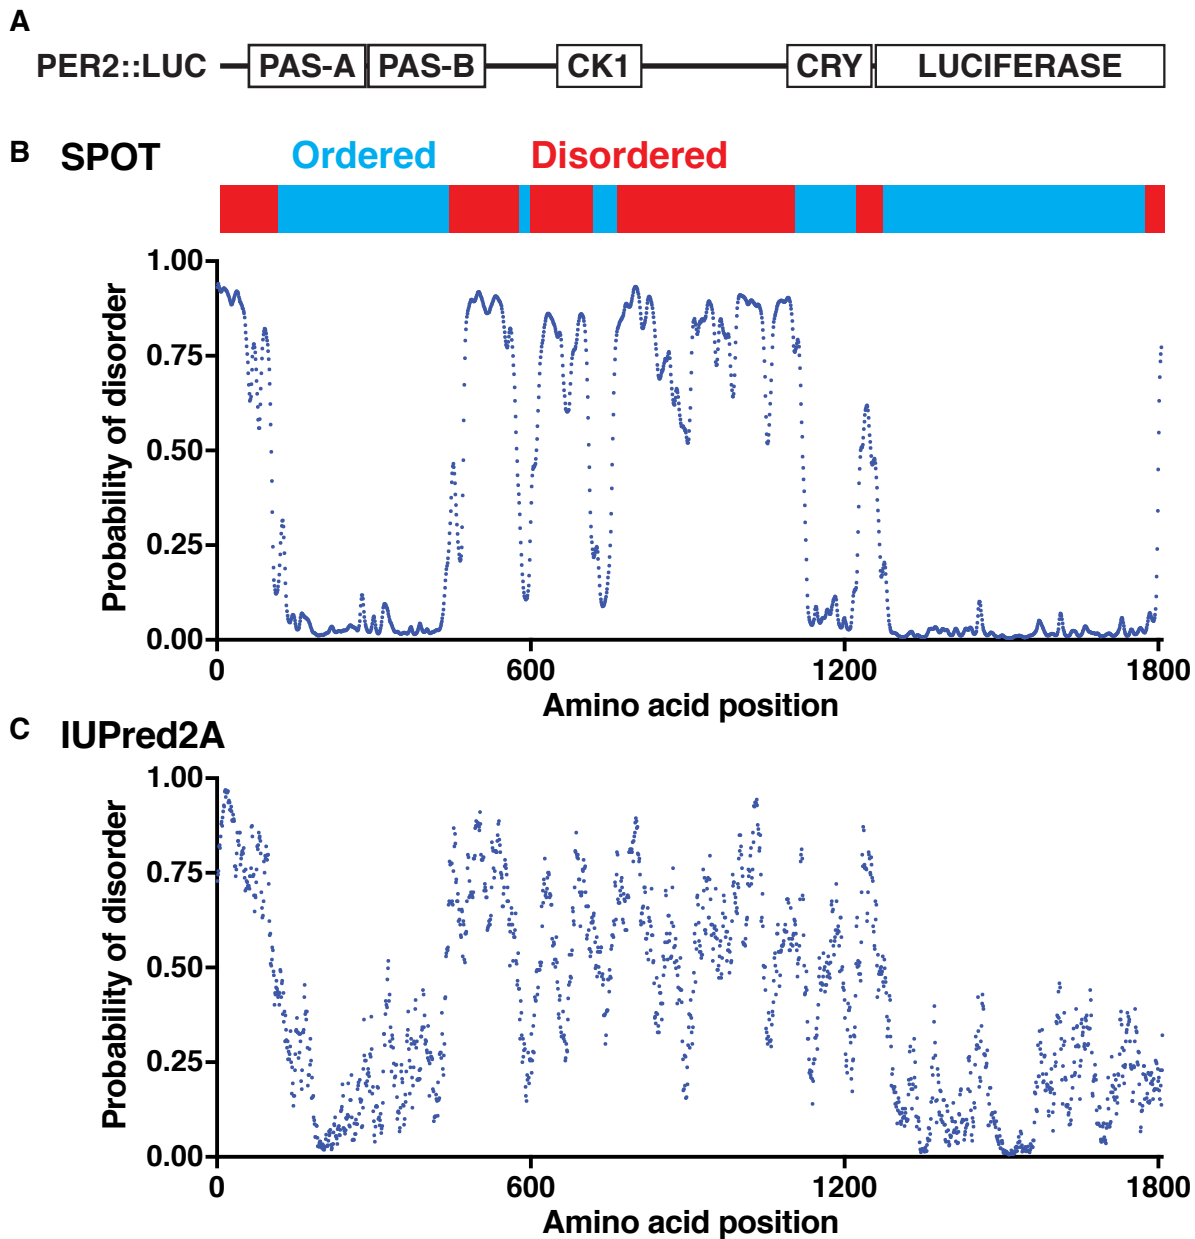 A
PER2::LUC PAS-A PAS-B CK1 CRY LUCIFERASE
B SPOT Ordered Disordered
Probability of disorder
1.00
0.75
0.50
0.25
0.00
0 600 1200 1800
Amino acid position
C IUPred2A
Probability of disorder
1.00
0.75
0.50
0.25
0.00
0 600 1200 1800
Amino acid position